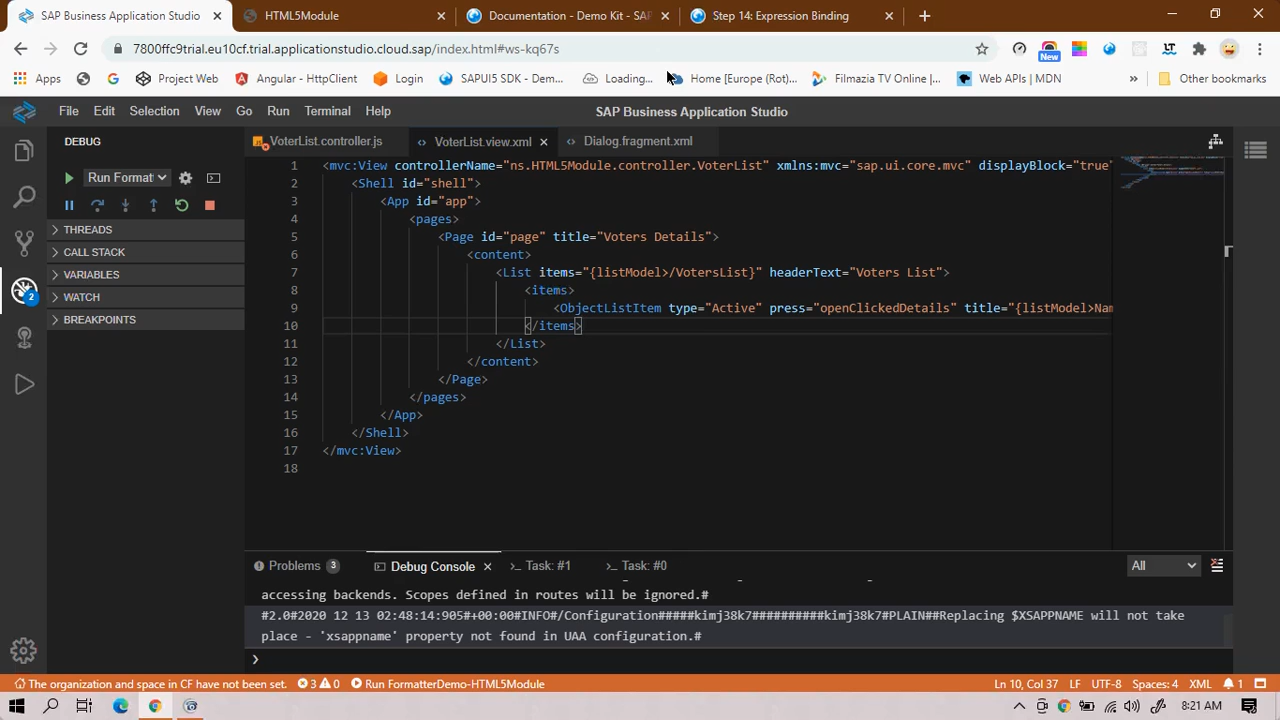 SAP Business Application Studio
HTML5Module
Documentation - Demo Kit - SAP
Step 14: Expression Binding
7800ffc9trial.eu10cf.trial.applicationstudio.cloud.sap/index.html#ws-kq67s
New
Apps
Project Web
Angular - HttpClient
Login
SAPUI5 SDK - Dem...
Loading...
Home [Europe (Rot)...
Filmazia TV Online |...
Web APIs | MDN
»
Other bookmarks
File Edit Selection View Go Run Terminal Help
SAP Business Application Studio
DEBUG
VoterList.controller.js
VoterList.view.xml
Dialog.fragment.xml
Run Format
THREADS
CALL STACK
VARIABLES
WATCH
BREAKPOINTS
2
1 <mvc:View controllerName="ns.HTML5Module.controller.VoterList" xmlns:mvc="sap.ui.core.mvc" displayBlock="true"
2 <Shell id="shell">
3 <App id="app">
4 <pages>
5 <Page id="page" title="Voters Details">
6 <content>
7 <List items="{listModel>/VotersList}" headerText="Voters List">
8 <items>
9 <ObjectListItem type="Active" press="openClickedDetails" title="{listModel>Nam
10 </items>
11 </List>
12 </content>
13 </Page>
14 </pages>
15 </App>
16 </Shell>
17 </mvc:View>
18
Problems 3
Debug Console
Task: #1
Task: #0
All
accessing backends. Scopes defined in routes will be ignored.#
#2.0#2020 12 13 02:48:14:905#+00:00#INFO#/Configuration#####kimj38k7##########kimj38k7#PLAIN##Replacing $XSAPPNAME will not take
place - 'xsappname' property not found in UAA configuration.#
The organization and space in CF have not been set.
3 0
Run FormatterDemo-HTML5Module
Ln 10, Col 37 LF UTF-8 Spaces: 4 XML 1
8:21 AM